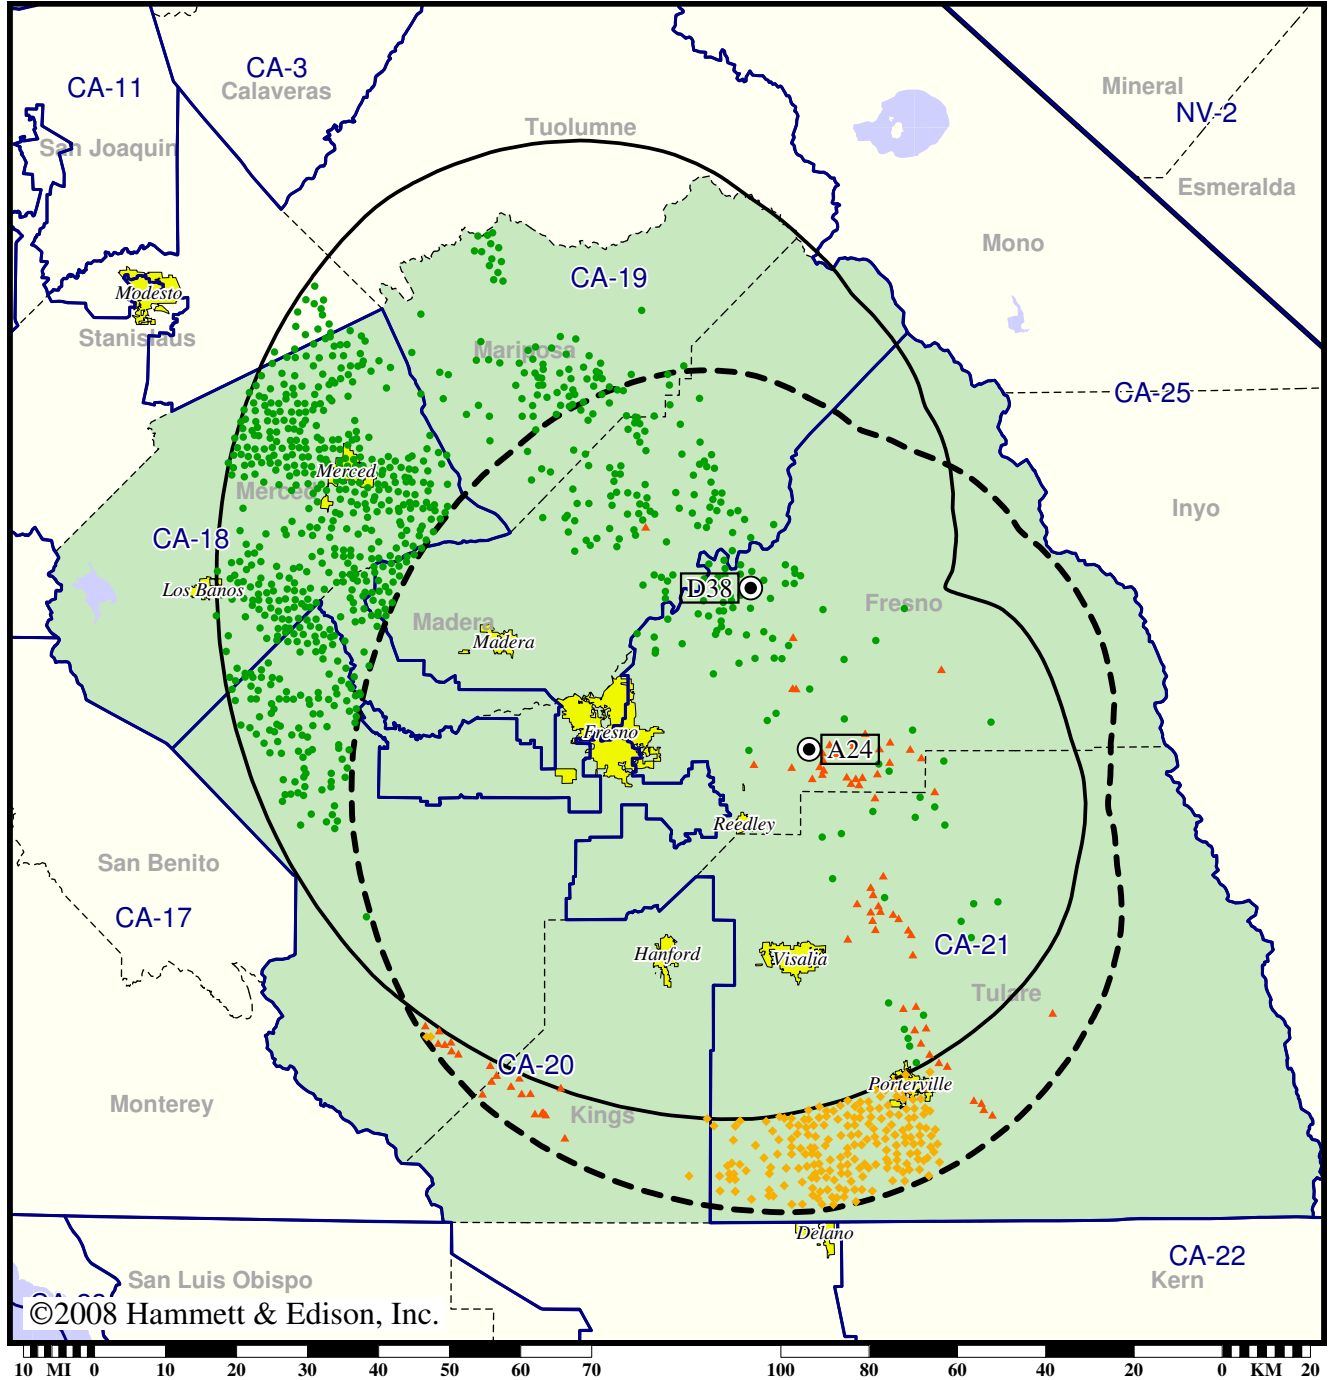 CA-3
CA-11
Calaveras
Mineral
NV-2
Tuolumne
San Joaquin
Esmeralda
Mono
CA-19
Modesto
Stanislaus
Mariposa
CA-25
Merced
Merced
Inyo
CA-18
Los Banos
D38
Fresno
Madera
Madera
Fresno
A24
Reedley
San Benito
CA-17
Hanford
Visalia
CA-21
Tulare
CA-20
Porterville
Monterey
Kings
Delano
CA-22
San Luis Obispo
Kern
©2008 Hammett & Edison, Inc.
10 MI 0 10 20 30 40 50 60 70 100 80 60 40 20 0 KM 20